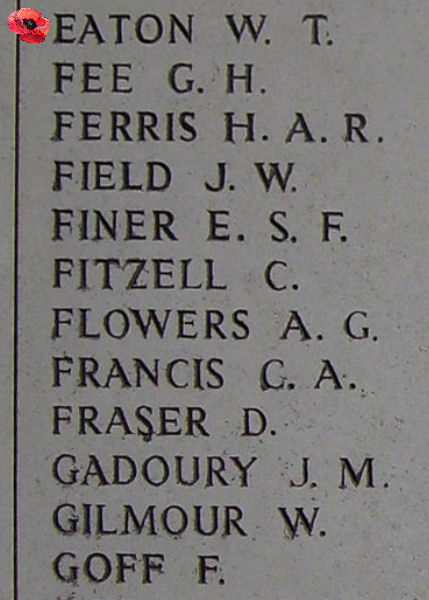 EATON W. T.
FEE G. H.
FERRIS H. A. R.
FIELD J. W.
FINER E. S. F.
FITZELL C.
FLOWERS A. G.
FRANCIS C. A.
FRASER D.
GADOURY J. M.
GILMOUR W.
GOFF F.